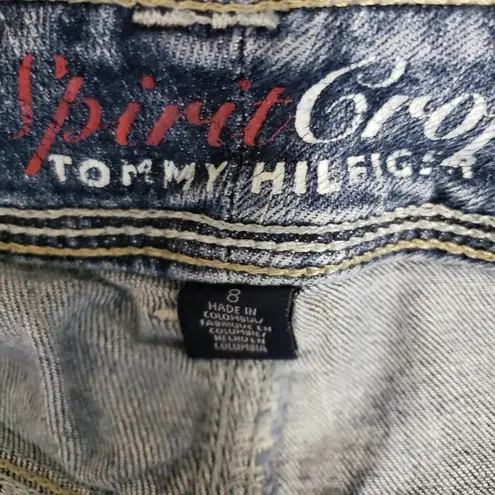 Spirit Crop
TOMMY HILFIGER
8
MADE IN
COLOMBIA/
FABRIQUE EN
COLOMBIE/
HECHO EN
COLOMBIA